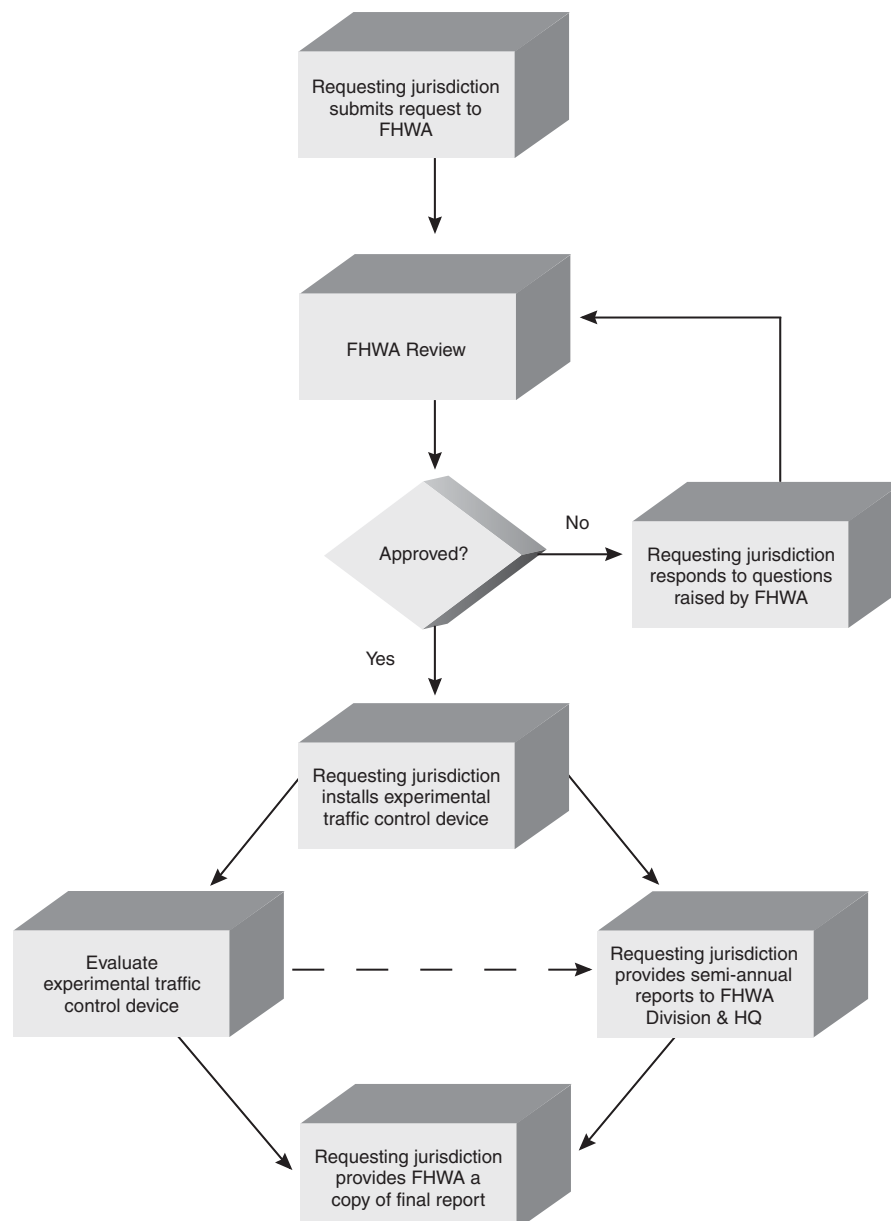 Requesting jurisdiction
submits request to
FHWA
FHWA Review
Approved?
No
Requesting jurisdiction
responds to questions
raised by FHWA
Yes
Requesting jurisdiction
installs experimental
traffic control device
Evaluate
experimental traffic
control device
Requesting jurisdiction
provides semi-annual
reports to FHWA
Division & HQ
Requesting jurisdiction
provides FHWA a
copy of final report